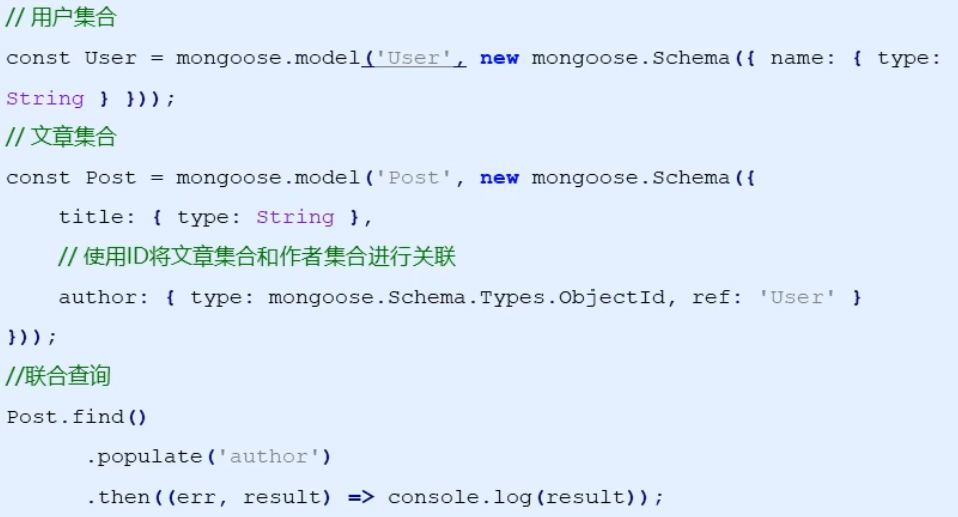 // 用户集合
const User = mongoose.model('User', new mongoose.Schema({ name: { type:
String } }));
// 文章集合
const Post = mongoose.model('Post', new mongoose.Schema({
title: { type: String },
// 使用ID将文章集合和作者集合进行关联
author: { type: mongoose.Schema.Types.ObjectId, ref: 'User' }
}));
//联合查询
Post.find()
.populate('author')
.then((err, result) => console.log(result));